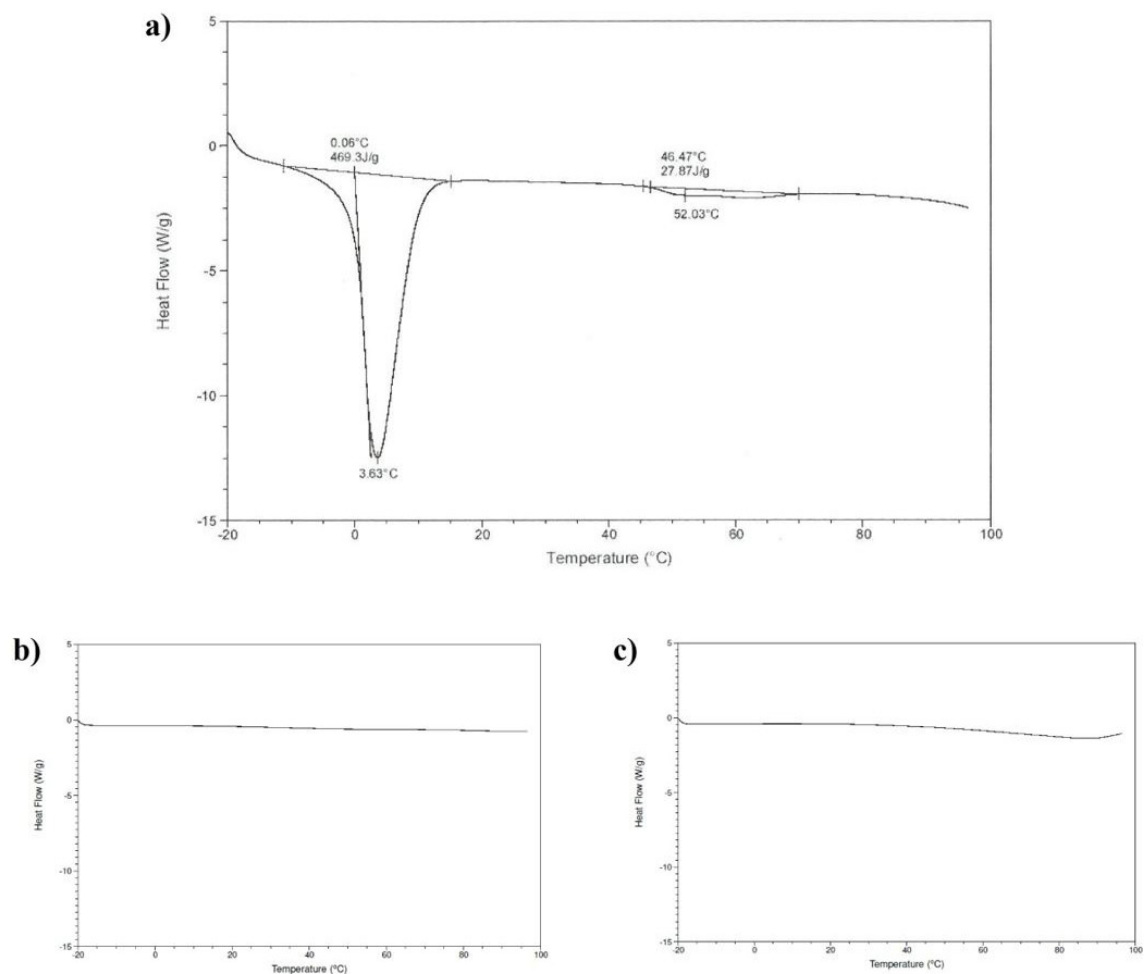 a)
5
0
-5
-10
-15
Heat Flow (W/g)
0.06°C
469.3J/g
3.63°C
46.47°C
27.87J/g
52.03°C
-20 0 20 40 60 80 100
Temperature (°C)
b)
5
0
-5
-10
-15
Heat Flow (W/g)
-20 0 20 40 60 80 100
Temperature (ºC)
c)
5
0
-5
-10
-15
Heat Flow (W/g)
-20 0 20 40 60 80 100
Temperature (ºC)